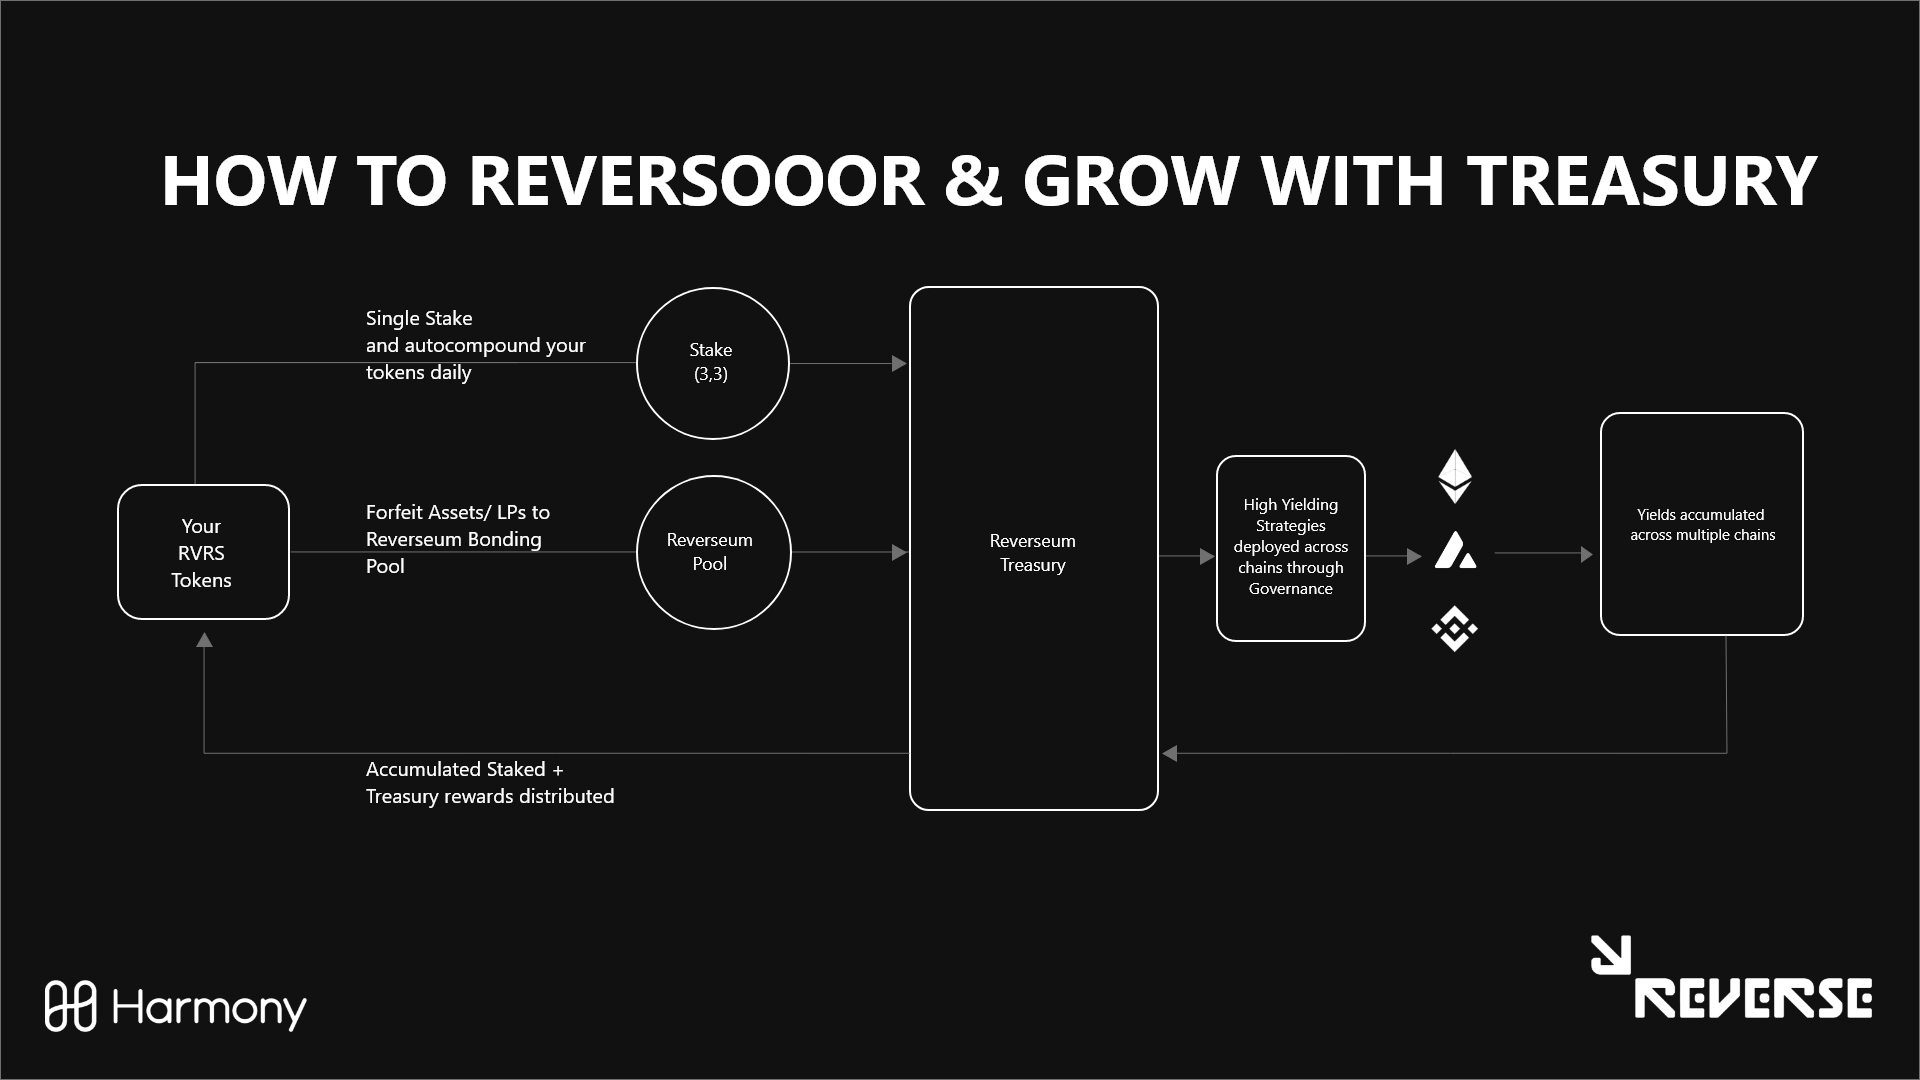 HOW TO REVERSOOOR & GROW WITH TREASURY
Single Stake
and autocompound your
tokens daily
Stake
(3,3)
Your
RVRS
Tokens
Forfeit Assets/ LPs to
Reverseum Bonding
Pool
Reverseum
Pool
Reverseum
Treasury
High Yielding
Strategies
deployed across
chains through
Governance
Yields accumulated
across multiple chains
Accumulated Staked +
Treasury rewards distributed
Harmony
REVERSE